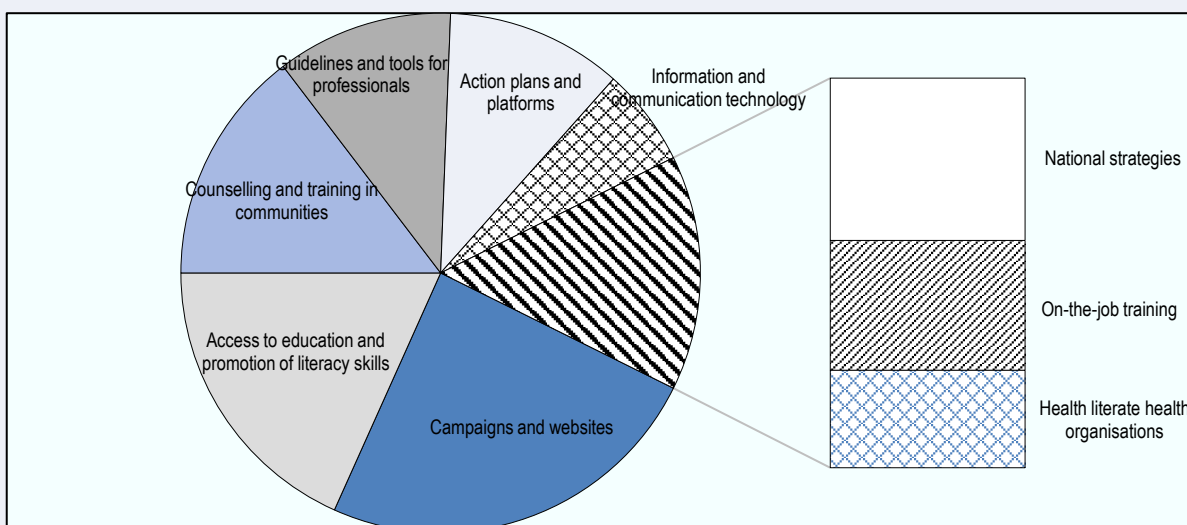 Guidelines and tools for
professionals
Action plans and
platforms
Information and
communication technology
Counselling and training in
communities
Access to education and
promotion of literacy skills
Campaigns and websites
National strategies
On-the-job training
Health literate health
organisations